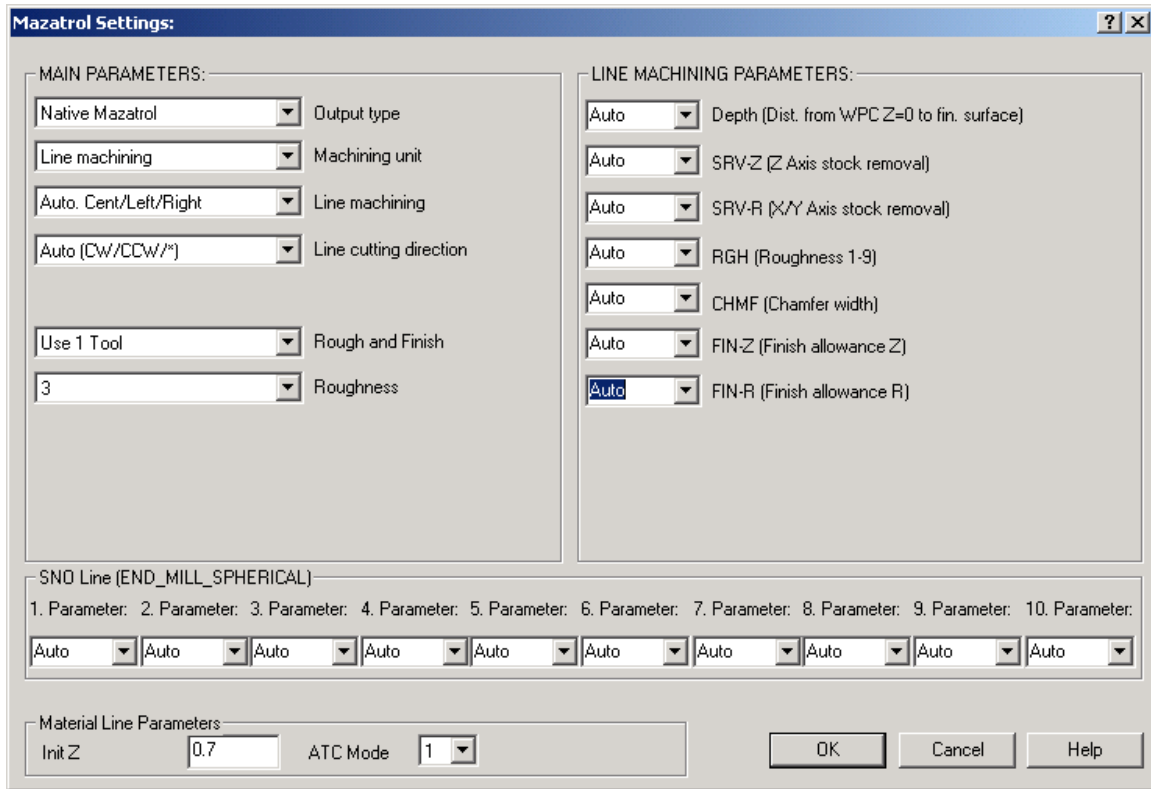 Mazatrol Settings:
MAIN PARAMETERS:
Native Mazatrol Output type
Line machining Machining unit
Auto. Cent/Left/Right Line machining
Auto (CW/CCW/*) Line cutting direction
Use 1 Tool Rough and Finish
3 Roughness
LINE MACHINING PARAMETERS:
Auto Depth (Dist. from WPC Z=0 to fin. surface)
Auto SRV-Z (Z Axis stock removal)
Auto SRV-R (X/Y Axis stock removal)
Auto RGH (Roughness 1-9)
Auto CHMF (Chamfer width)
Auto FIN-Z (Finish allowance Z)
Auto FIN-R (Finish allowance R)
SNO Line (END_MILL_SPHERICAL)
1. Parameter: 2. Parameter: 3. Parameter: 4. Parameter: 5. Parameter: 6. Parameter: 7. Parameter: 8. Parameter: 9. Parameter: 10. Parameter:
Auto Auto Auto Auto Auto Auto Auto Auto Auto Auto
Material Line Parameters
Init Z 0.7 ATC Mode 1
OK Cancel Help